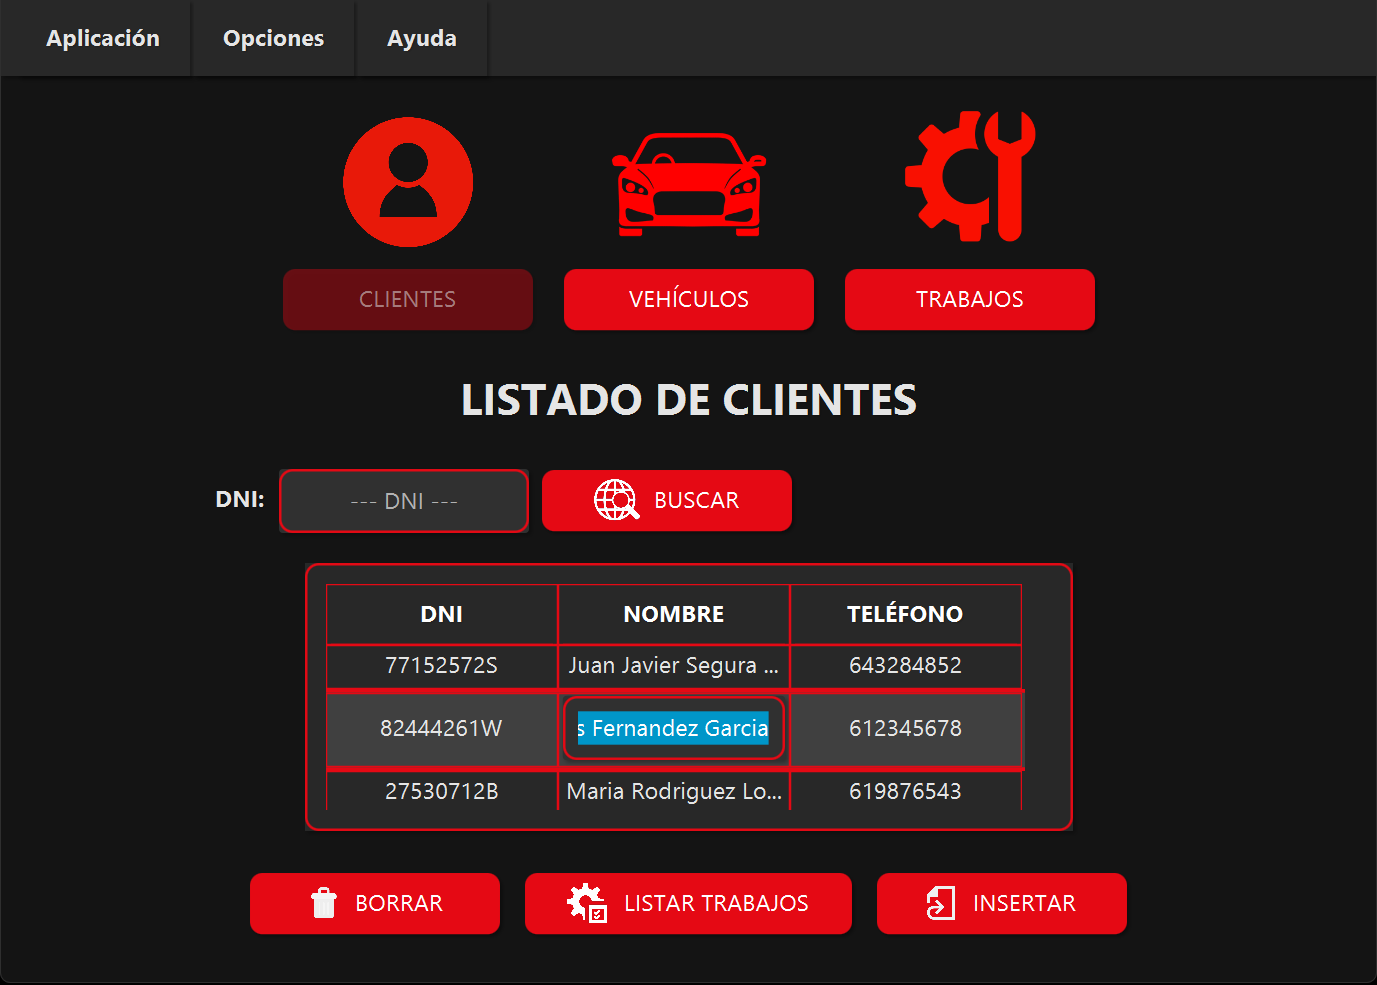 Aplicación Opciones Ayuda
CLIENTES VEHÍCULOS TRABAJOS
LISTADO DE CLIENTES
DNI: --- DNI --- BUSCAR
DNI NOMBRE TELÉFONO
77152572S Juan Javier Segura ... 643284852
82444261W s Fernandez Garcia 612345678
27530712B Maria Rodriguez Lo... 619876543
BORRAR LISTAR TRABAJOS INSERTAR